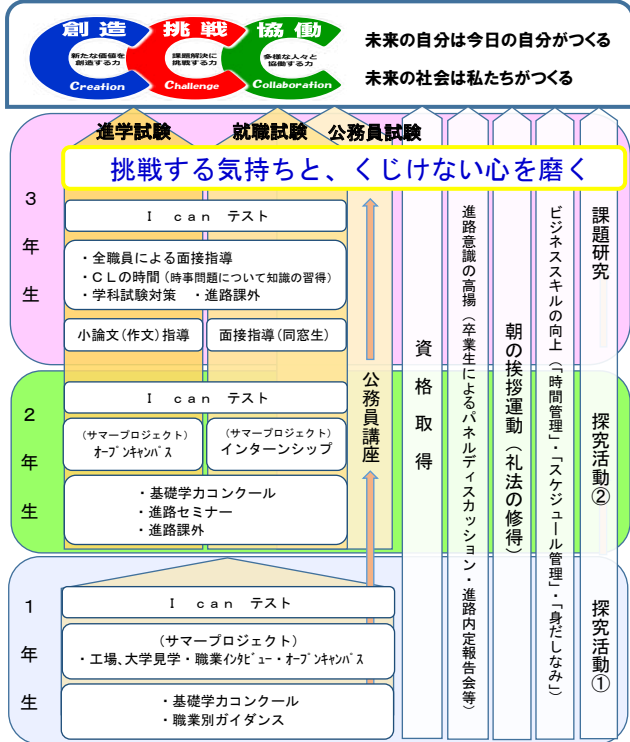 創造
新たな価値を
創造する力
Creation
挑戦
課題解決に
挑戦する力
Challenge
協働
多様な人々と
協働する力
Collaboration
未来の自分は今日の自分がつくる
未来の社会は私たちがつくる
進学試験
就職試験
公務員試験
挑戦する気持ちと、くじけない心を磨く
3年生
I can テスト
・全職員による面接指導
・CLの時間（時事問題について知識の習得）
・学科試験対策 ・進路課外
小論文（作文）指導
面接指導（同窓生）
2年生
I can テスト
（サマープロジェクト）
オープンキャンパス
（サマープロジェクト）
インターンシップ
・基礎学力コンクール
・進路セミナー
・進路課外
公務員講座
1年生
I can テスト
（サマープロジェクト）
・工場、大学見学・職業インタビュー・オープンキャンパス
・基礎学力コンクール
・職業別ガイダンス
資格取得
進路意識の高揚（卒業生によるパネルディスカッション・進路内定報告会等）
朝の挨拶運動（礼法の修得）
ビジネススキルの向上（「時間管理」・「スケジュール管理」・「身だしなみ」）
課題研究
探究活動②
探究活動①